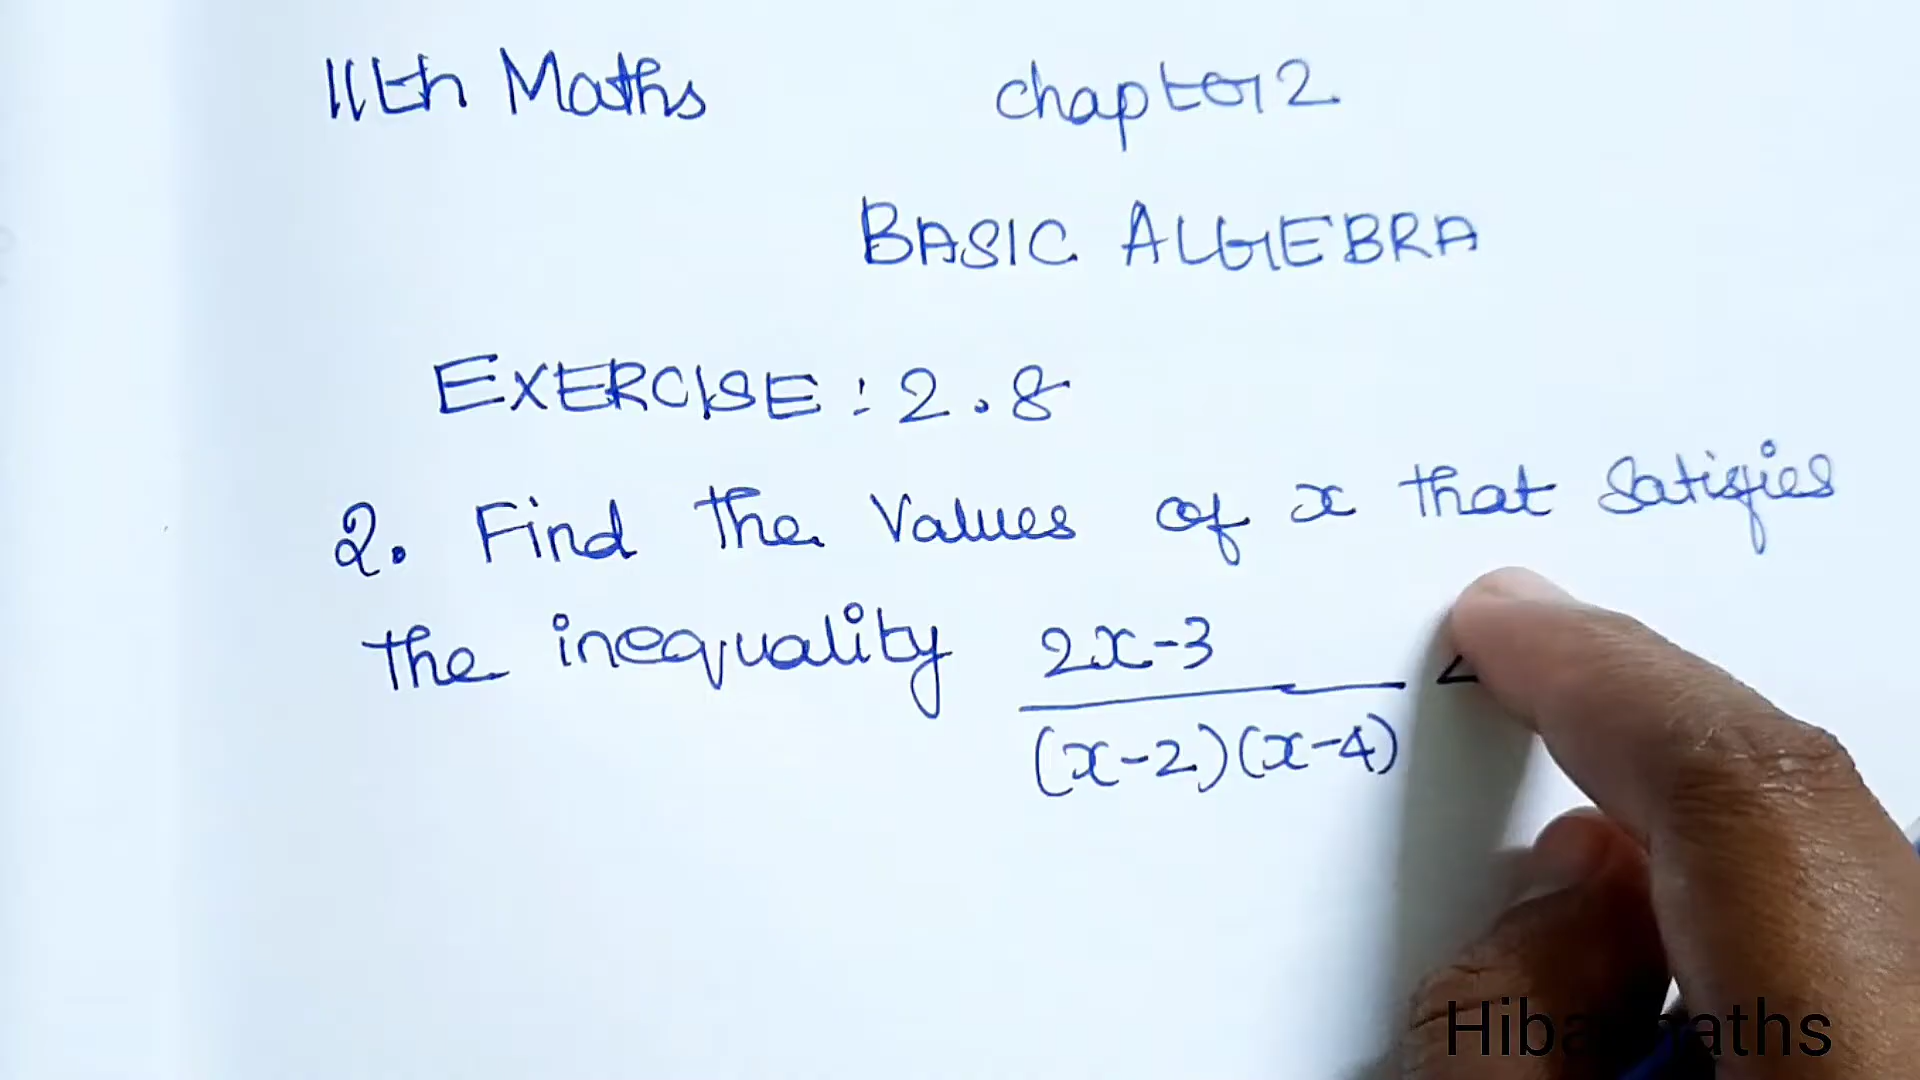 11th Maths chapter 2
BASIC ALGEBRA
EXERCISE : 2.8
2. Find the Values of x that Satisfies
the inequality 2x-3
(x-2)(x-4) <